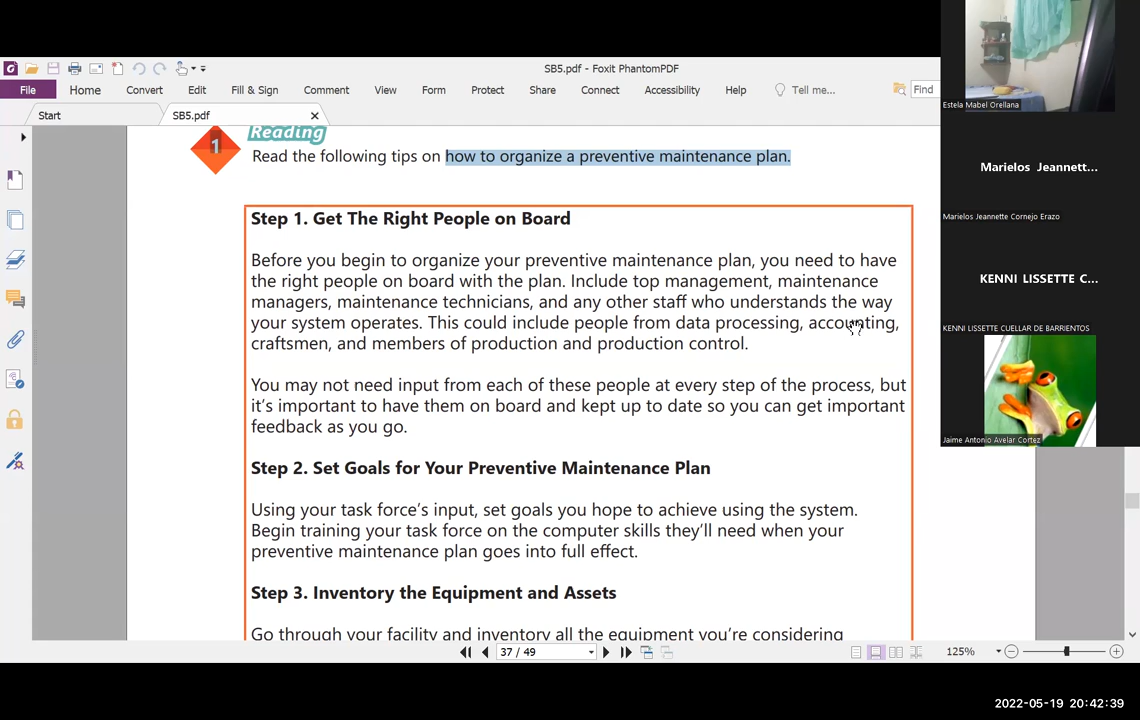 SB5.pdf - Foxit PhantomPDF
File Home Convert Edit Fill & Sign Comment View Form Protect Share Connect Accessibility Help Tell me... Find
Start SB5.pdf
1 Reading
Read the following tips on how to organize a preventive maintenance plan.
Step 1. Get The Right People on Board
Before you begin to organize your preventive maintenance plan, you need to have
the right people on board with the plan. Include top management, maintenance
managers, maintenance technicians, and any other staff who understands the way
your system operates. This could include people from data processing, accounting,
craftsmen, and members of production and production control.
You may not need input from each of these people at every step of the process, but
it's important to have them on board and kept up to date so you can get important
feedback as you go.
Step 2. Set Goals for Your Preventive Maintenance Plan
Using your task force's input, set goals you hope to achieve using the system.
Begin training your task force on the computer skills they'll need when your
preventive maintenance plan goes into full effect.
Step 3. Inventory the Equipment and Assets
Go through your facility and inventory all the equipment you're considering
37 / 49
125%
Estela Mabel Orellana
Marielos Jeannett...
Marielos Jeannette Cornejo Erazo
KENNI LISSETTE C...
KENNI LISSETTE CUELLAR DE BARRIENTOS
Jaime Antonio Avelar Cortez
2022-05-19 20:42:39